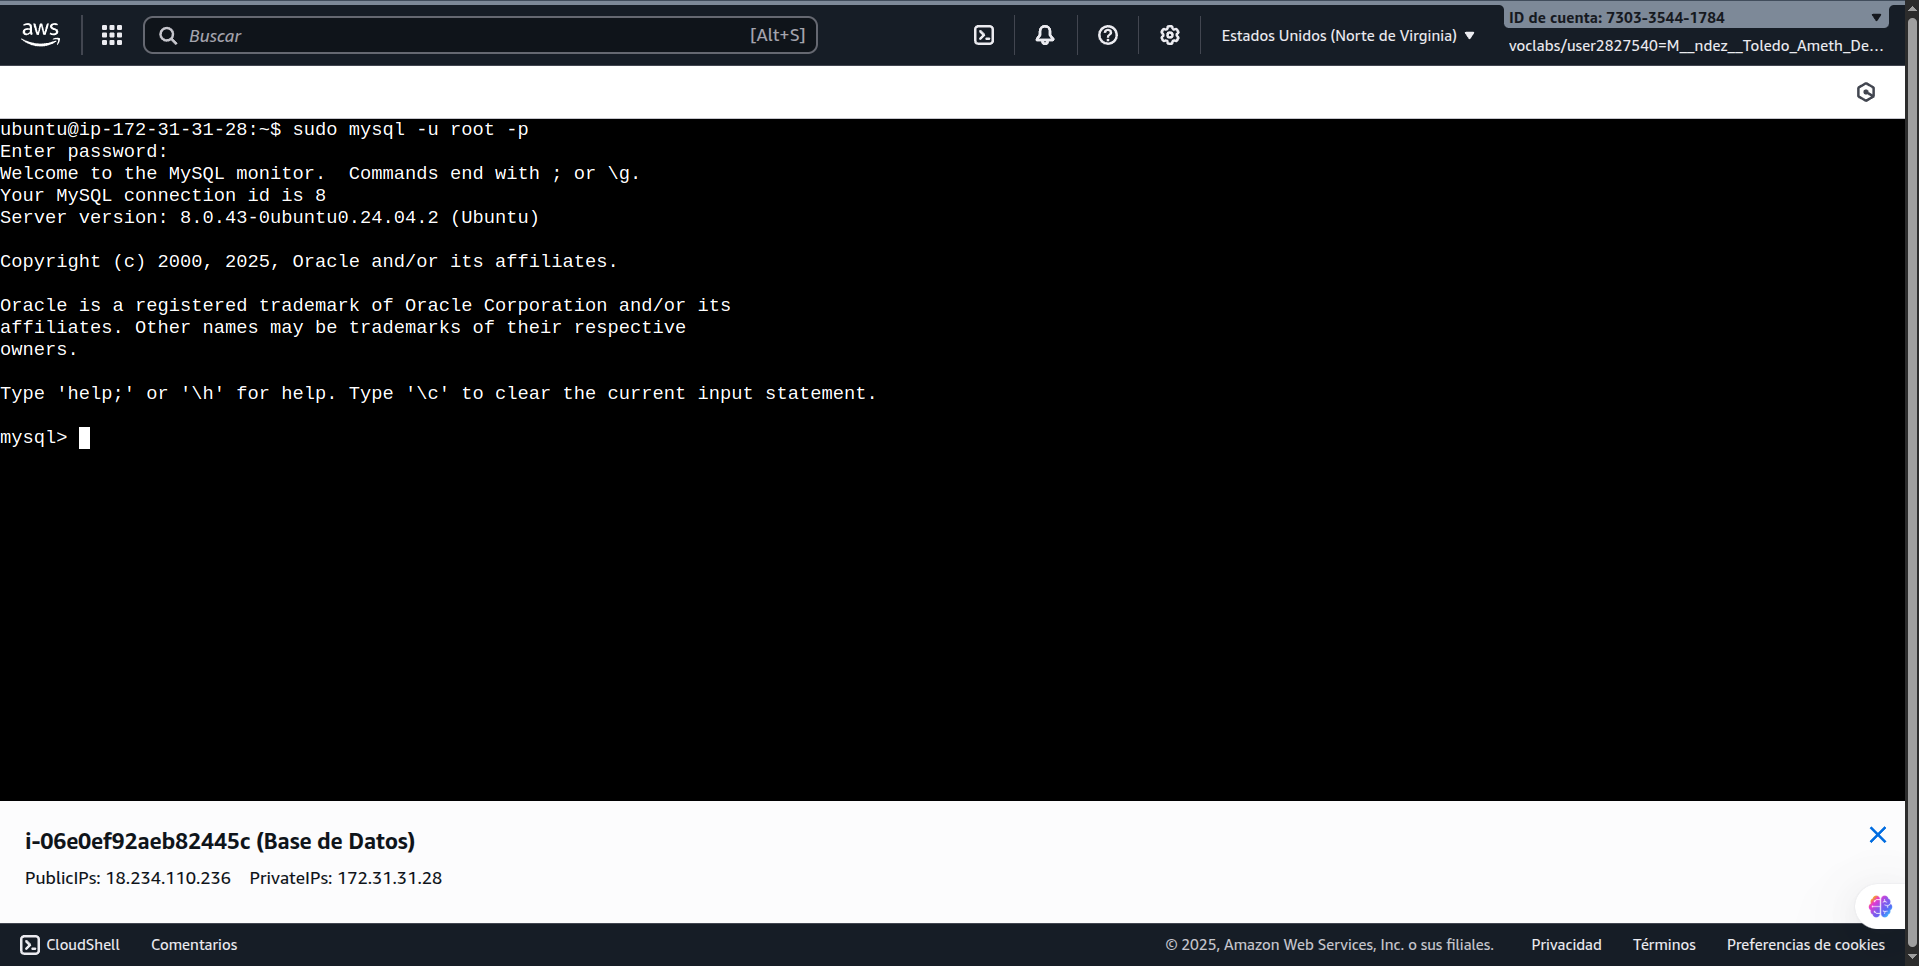 aws
Buscar
[Alt+S]
Estados Unidos (Norte de Virginia)
ID de cuenta: 7303-3544-1784
voclabs/user2827540=M__ndez__Toledo_Ameth_De...
ubuntu@ip-172-31-31-28:~$ sudo mysql -u root -p
Enter password:
Welcome to the MySQL monitor.  Commands end with ; or \g.
Your MySQL connection id is 8
Server version: 8.0.43-0ubuntu0.24.04.2 (Ubuntu)
Copyright (c) 2000, 2025, Oracle and/or its affiliates.
Oracle is a registered trademark of Oracle Corporation and/or its
affiliates. Other names may be trademarks of their respective
owners.
Type 'help;' or '\h' for help. Type '\c' to clear the current input statement.
mysql>
i-06e0ef92aeb82445c (Base de Datos)
PublicIPs: 18.234.110.236 PrivateIPs: 172.31.31.28
CloudShell
Comentarios
© 2025, Amazon Web Services, Inc. o sus filiales.
Privacidad
Términos
Preferencias de cookies